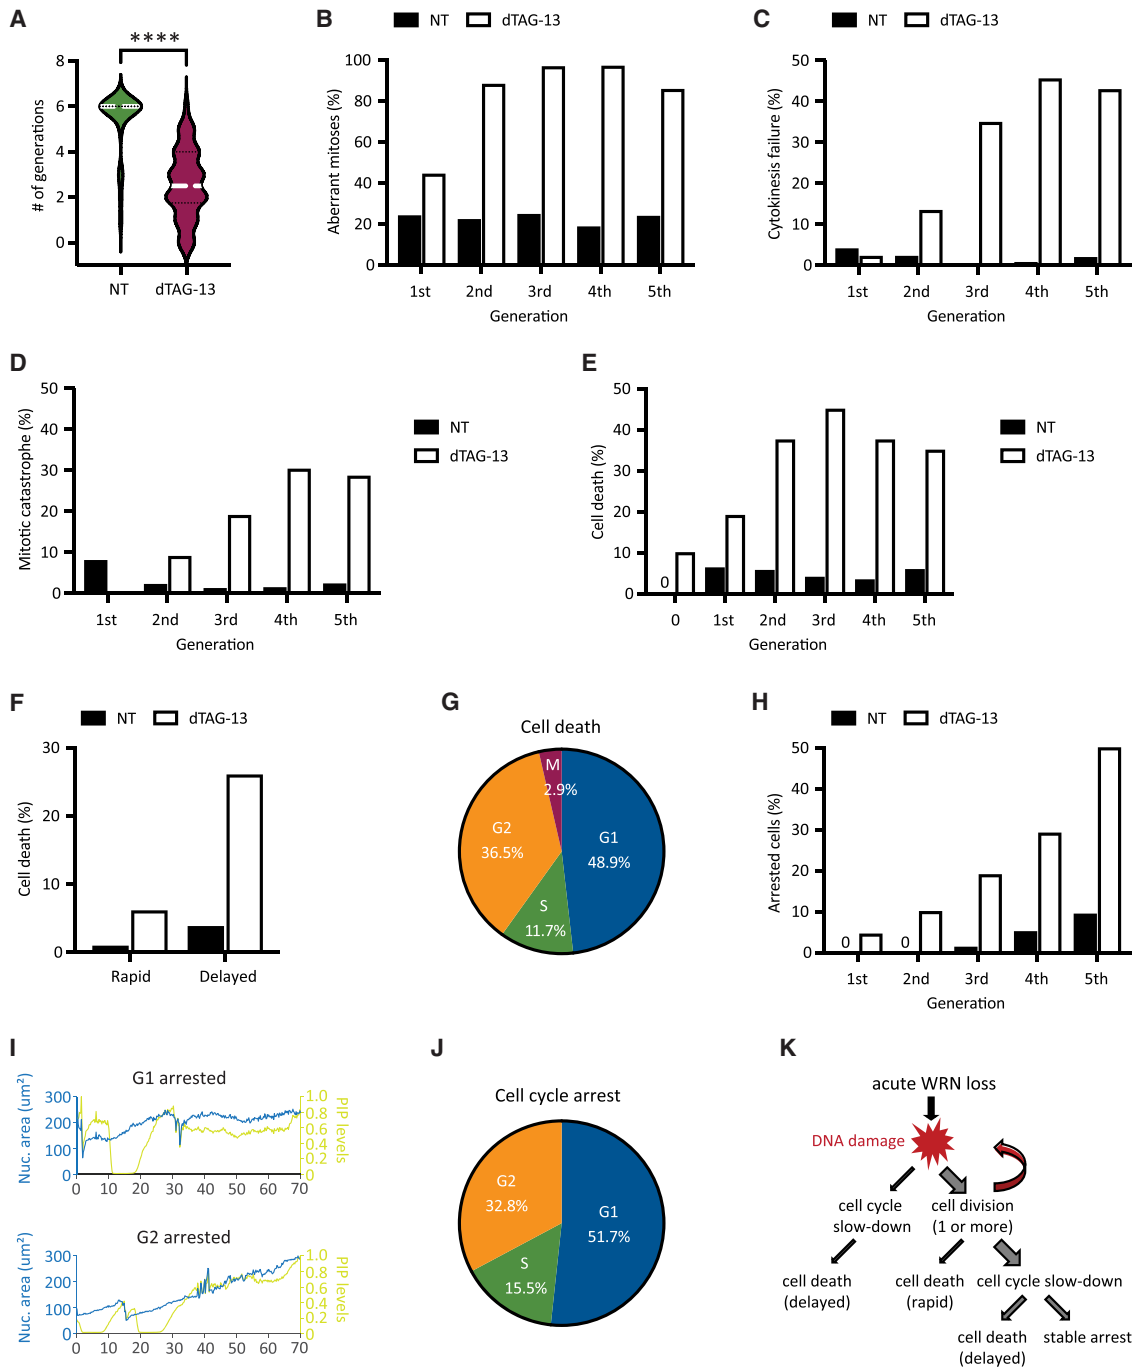 A
****
8
6
4
2
0
# of generations
NT
dTAG-13
B
NT
dTAG-13
100
80
60
40
20
0
Aberrant mitoses (%)
1st
2nd
3rd
4th
5th
Generation
C
NT
dTAG-13
50
40
30
20
10
0
Cytokinesis failure (%)
1st
2nd
3rd
4th
5th
Generation
D
50
40
30
20
10
0
Mitotic catastrophe (%)
1st
2nd
3rd
4th
5th
Generation
NT
dTAG-13
E
50
40
30
20
10
0
Cell death (%)
0
0
1st
2nd
3rd
4th
5th
Generation
NT
dTAG-13
F
NT
dTAG-13
30
20
10
0
Cell death (%)
Rapid
Delayed
G
Cell death
M
2.9%
G2
36.5%
G1
48.9%
S
11.7%
H
NT
dTAG-13
50
40
30
20
10
0
Arrested cells (%)
0
0
1st
2nd
3rd
4th
5th
Generation
I
G1 arrested
Nuc. area (um²)
300
200
100
0
1.0
0.8
0.6
0.4
0.2
0
PIP levels
0
10
20
30
40
50
60
70
G2 arrested
Nuc. area (um²)
300
200
100
0
1.0
0.8
0.6
0.4
0.2
0
PIP levels
0
10
20
30
40
50
60
70
J
Cell cycle arrest
G2
32.8%
G1
51.7%
S
15.5%
K
acute WRN loss
DNA damage
cell cycle
slow-down
cell division
(1 or more)
cell death
(delayed)
cell death
(rapid)
cell cycle slow-down
cell death
(delayed)
stable arrest